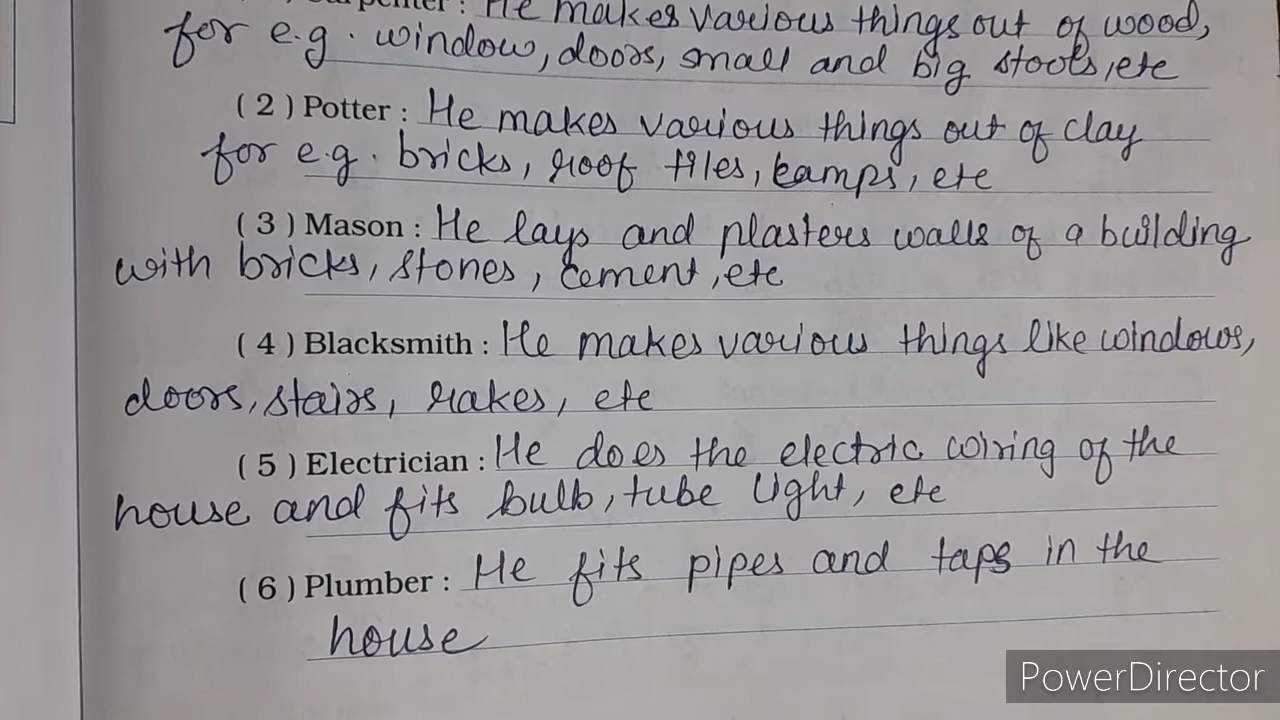 Carpenter : He makes various things out of wood,
for e.g. window, doors, small and big stools, etc
( 2 ) Potter : He makes various things out of clay
for e.g. bricks, roof tiles, lamps, etc
( 3 ) Mason : He lays and plasters walls of a building
with bricks, stones, cement, etc
( 4 ) Blacksmith : He makes various things like windows,
doors, stairs, rakes, etc
( 5 ) Electrician : He does the electric wiring of the
house and fits bulb, tube light, etc
( 6 ) Plumber : He fits pipes and taps in the
house
PowerDirector